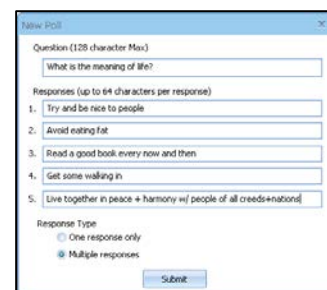 New Poll
Question (128 character Max)
What is the meaning of life?
Responses (up to 64 characters per response)
1. Try and be nice to people
2. Avoid eating fat
3. Read a good book every now and then
4. Get some walking in
5. Live together in peace + harmony w/ people of all creeds+nations
Response Type
One response only
Multiple responses
Submit